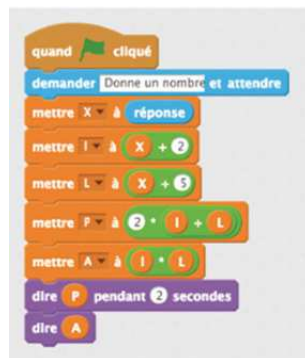 quand cliqué
demander Donne un nombre et attendre
mettre X à réponse
mettre l à X + 2
mettre L à X + 5
mettre P à 2 * l + L
mettre A à l * L
dire P pendant 2 secondes
dire A